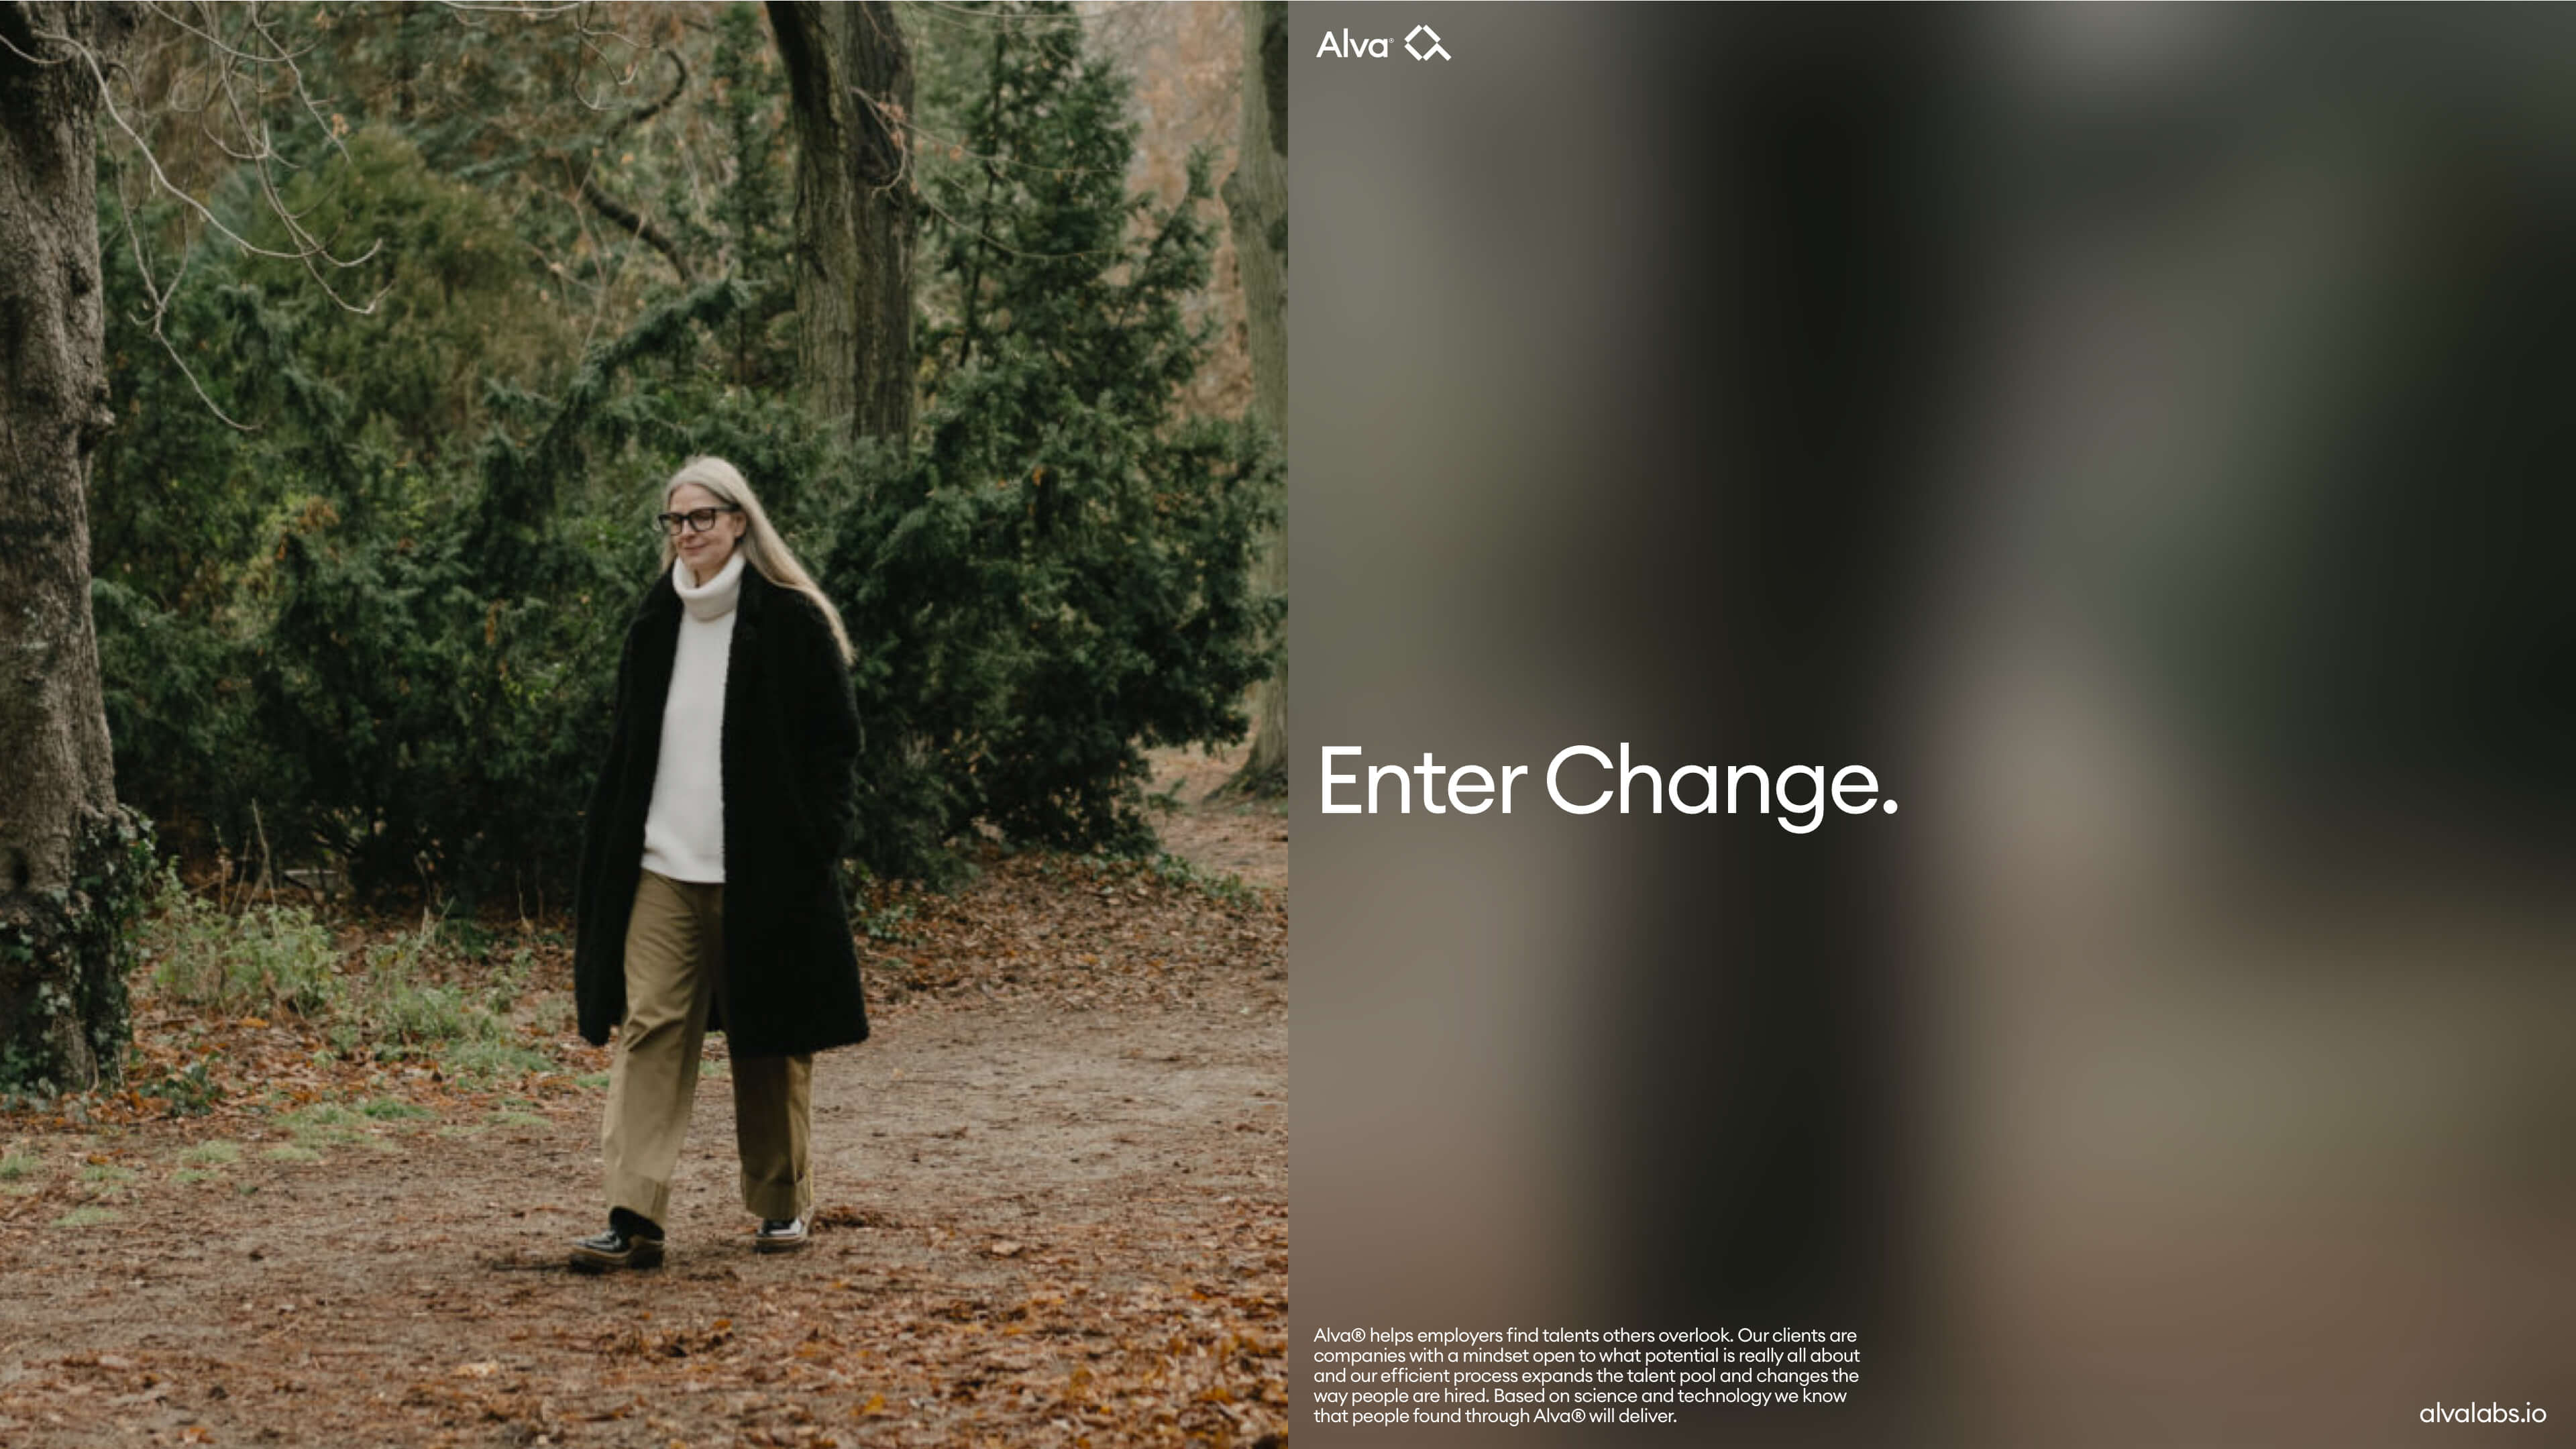 Alva®
Enter Change.
Alva® helps employers find talents others overlook. Our clients are
companies with a mindset open to what potential is really all about
and our efficient process expands the talent pool and changes the
way people are hired. Based on science and technology we know
that people found through Alva® will deliver.
alvalabs.io